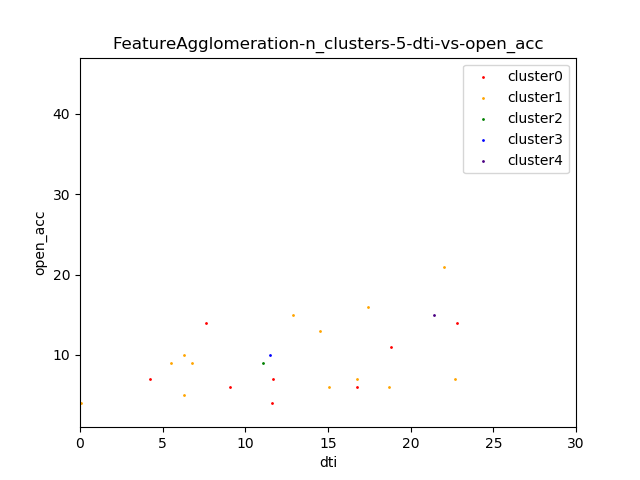 FeatureAgglomeration-n_clusters-5-dti-vs-open_acc
cluster0
cluster1
cluster2
cluster3
cluster4
open_acc
40
30
20
10
0 5 10 15 20 25 30
dti